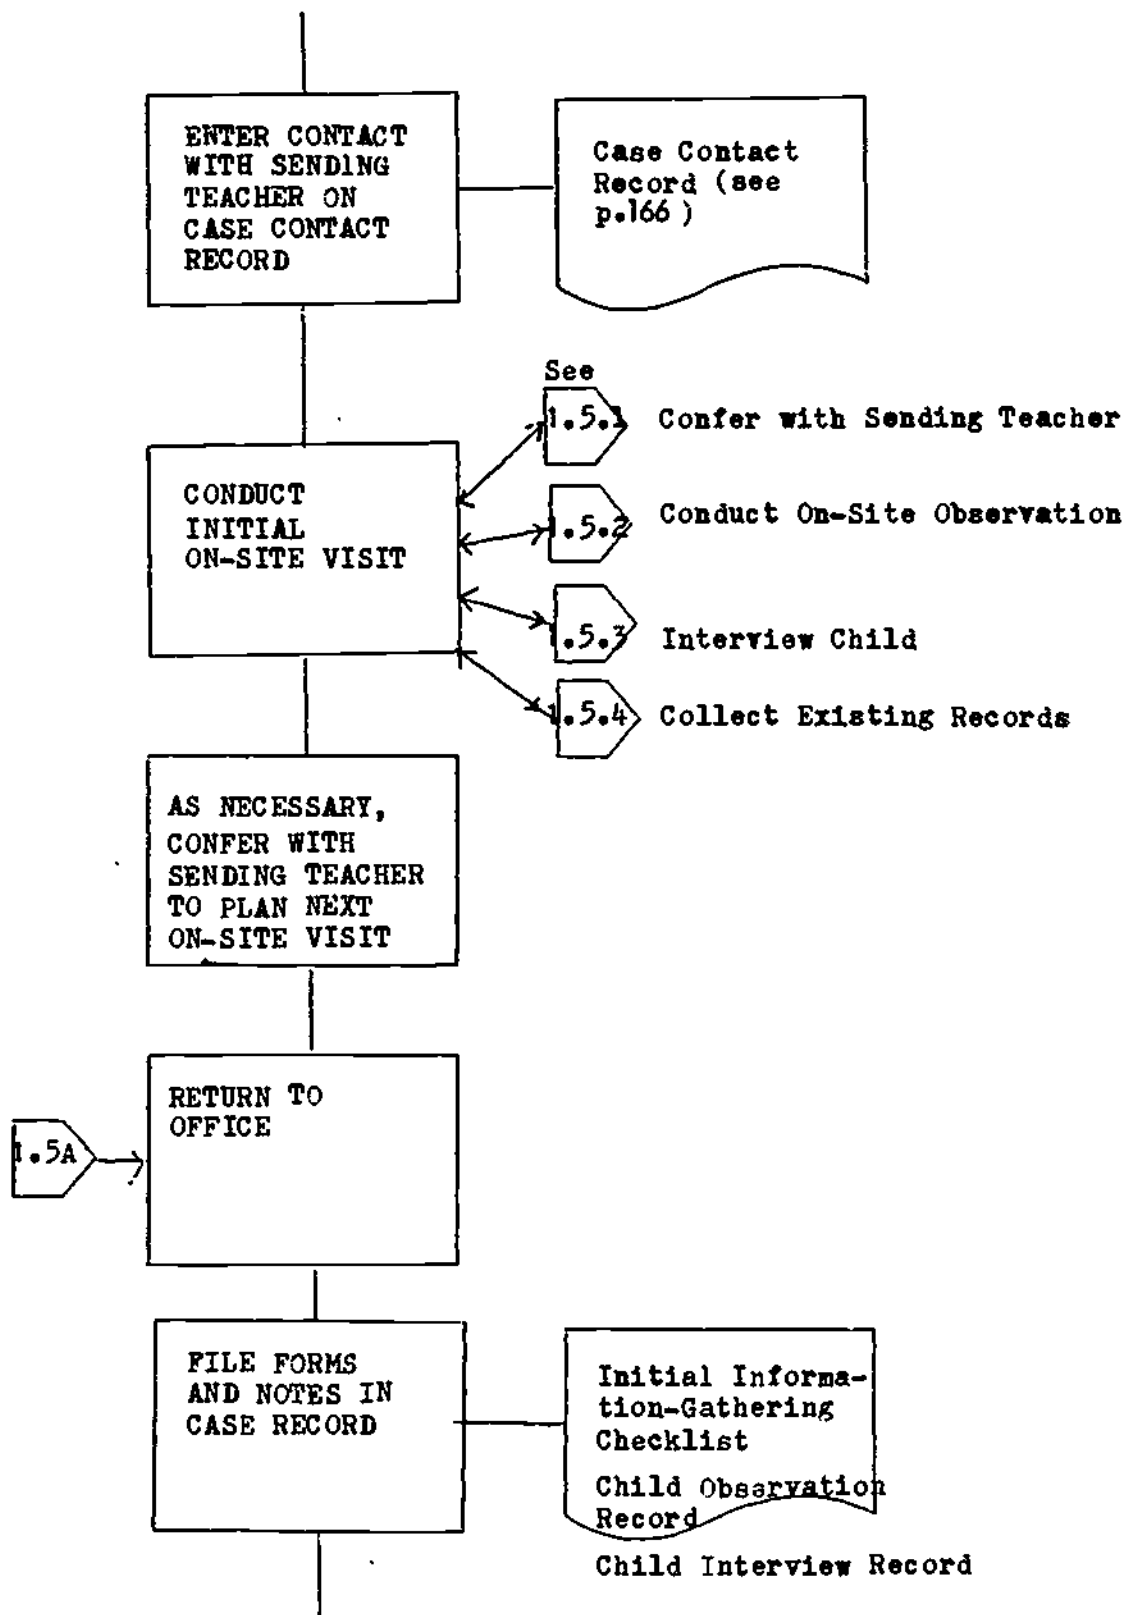 ENTER CONTACT
WITH SENDING
TEACHER ON
CASE CONTACT
RECORD
Case Contact
Record (see
p.166 )
See
1.5.1 Confer with Sending Teacher
CONDUCT
INITIAL
ON-SITE VISIT
1.5.2 Conduct On-Site Observation
1.5.3 Interview Child
1.5.4 Collect Existing Records
AS NECESSARY,
CONFER WITH
SENDING TEACHER
TO PLAN NEXT
ON-SITE VISIT
RETURN TO
OFFICE
1.5A
FILE FORMS
AND NOTES IN
CASE RECORD
Initial Informa-
tion-Gathering
Checklist
Child Observation
Record
Child Interview Record